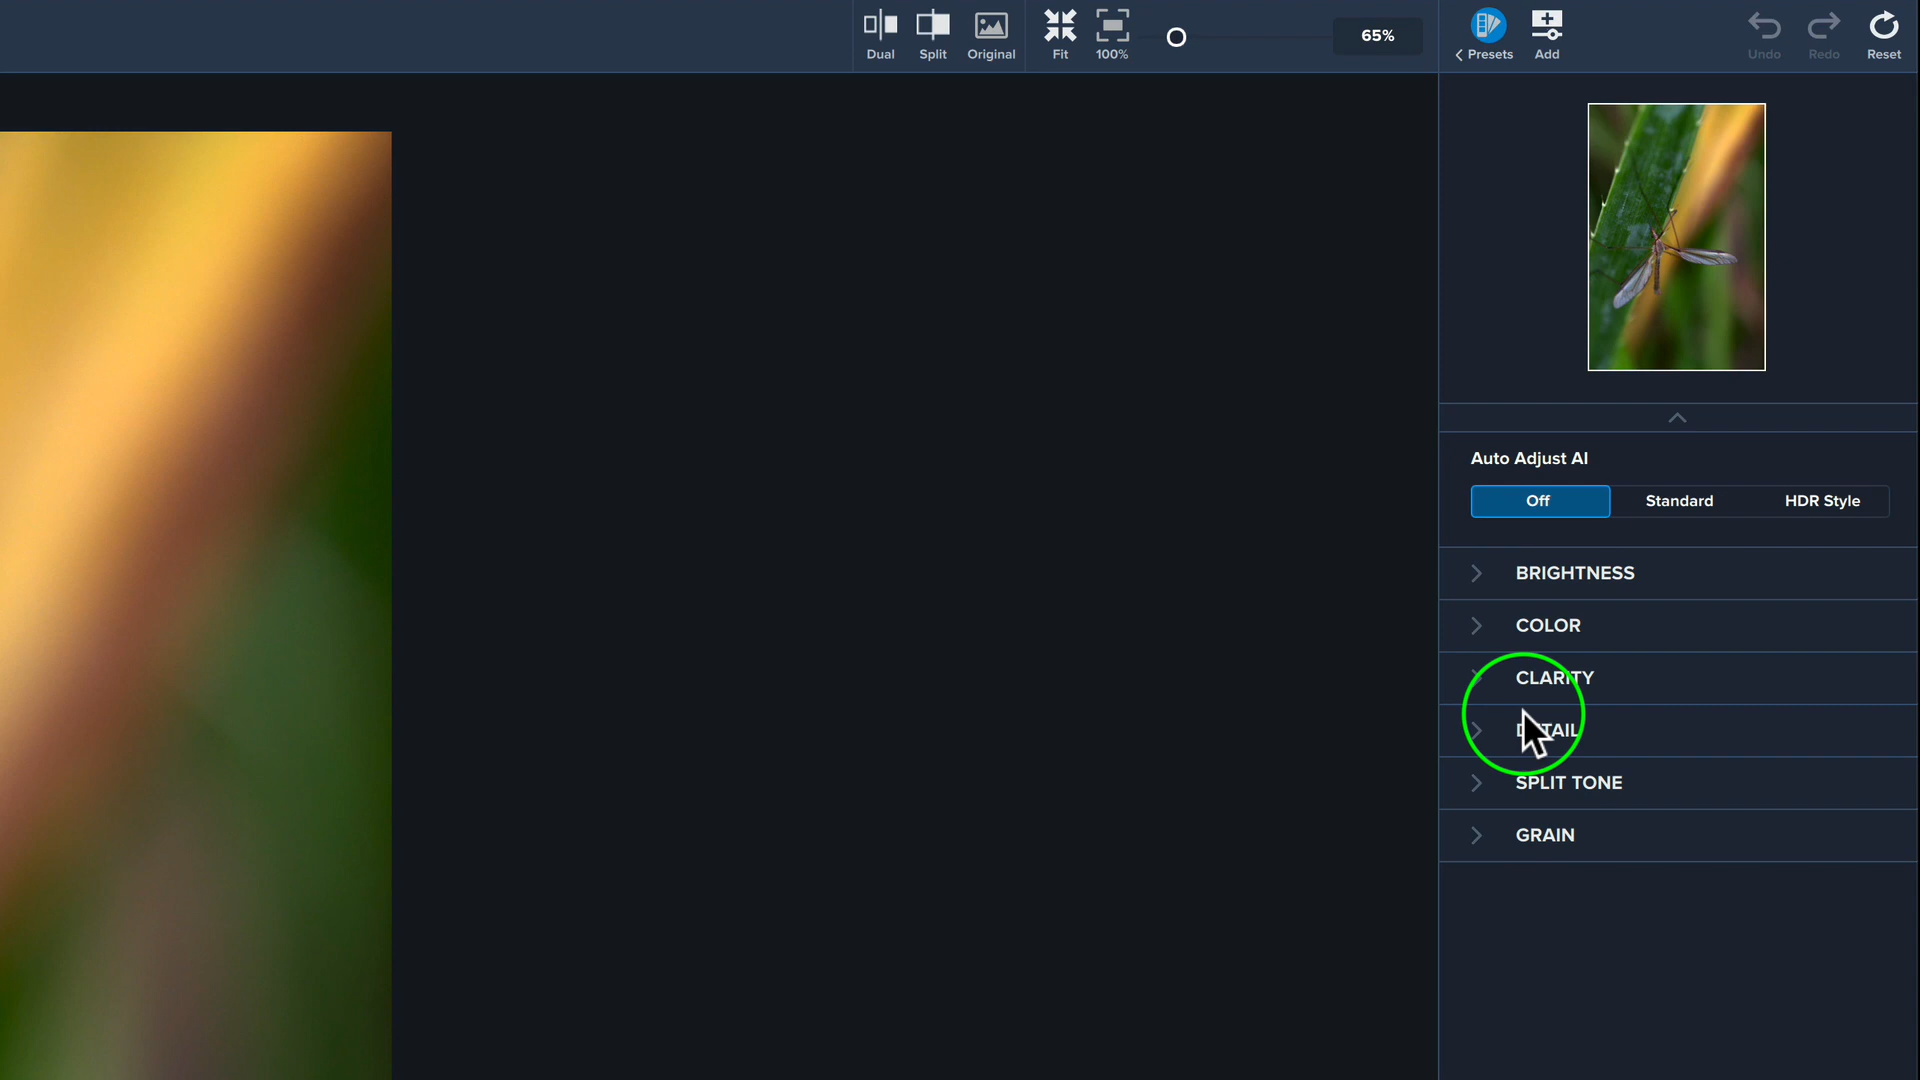 Dual Split Original Fit 100% 65% Presets Add Undo Redo Reset
Auto Adjust AI
Off Standard HDR Style
BRIGHTNESS
COLOR
CLARITY
DETAIL
SPLIT TONE
GRAIN